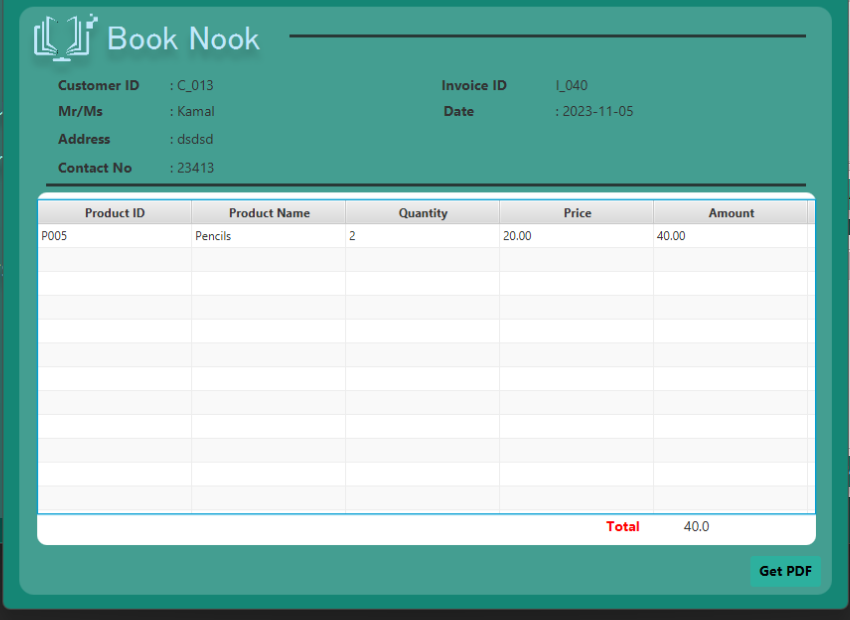 Book Nook
Customer ID : C_013 Invoice ID I_040
Mr/Ms : Kamal Date : 2023-11-05
Address : dsdsd
Contact No : 23413
Product ID Product Name Quantity Price Amount
P005 Pencils 2 20.00 40.00
Total 40.0
Get PDF